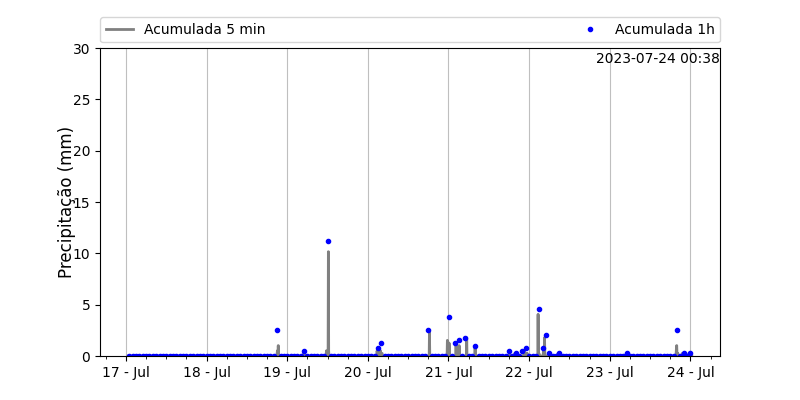 Acumulada 5 min
Acumulada 1h
2023-07-24 00:38
Precipitação (mm)
30
25
20
15
10
5
0
17 - Jul
18 - Jul
19 - Jul
20 - Jul
21 - Jul
22 - Jul
23 - Jul
24 - Jul